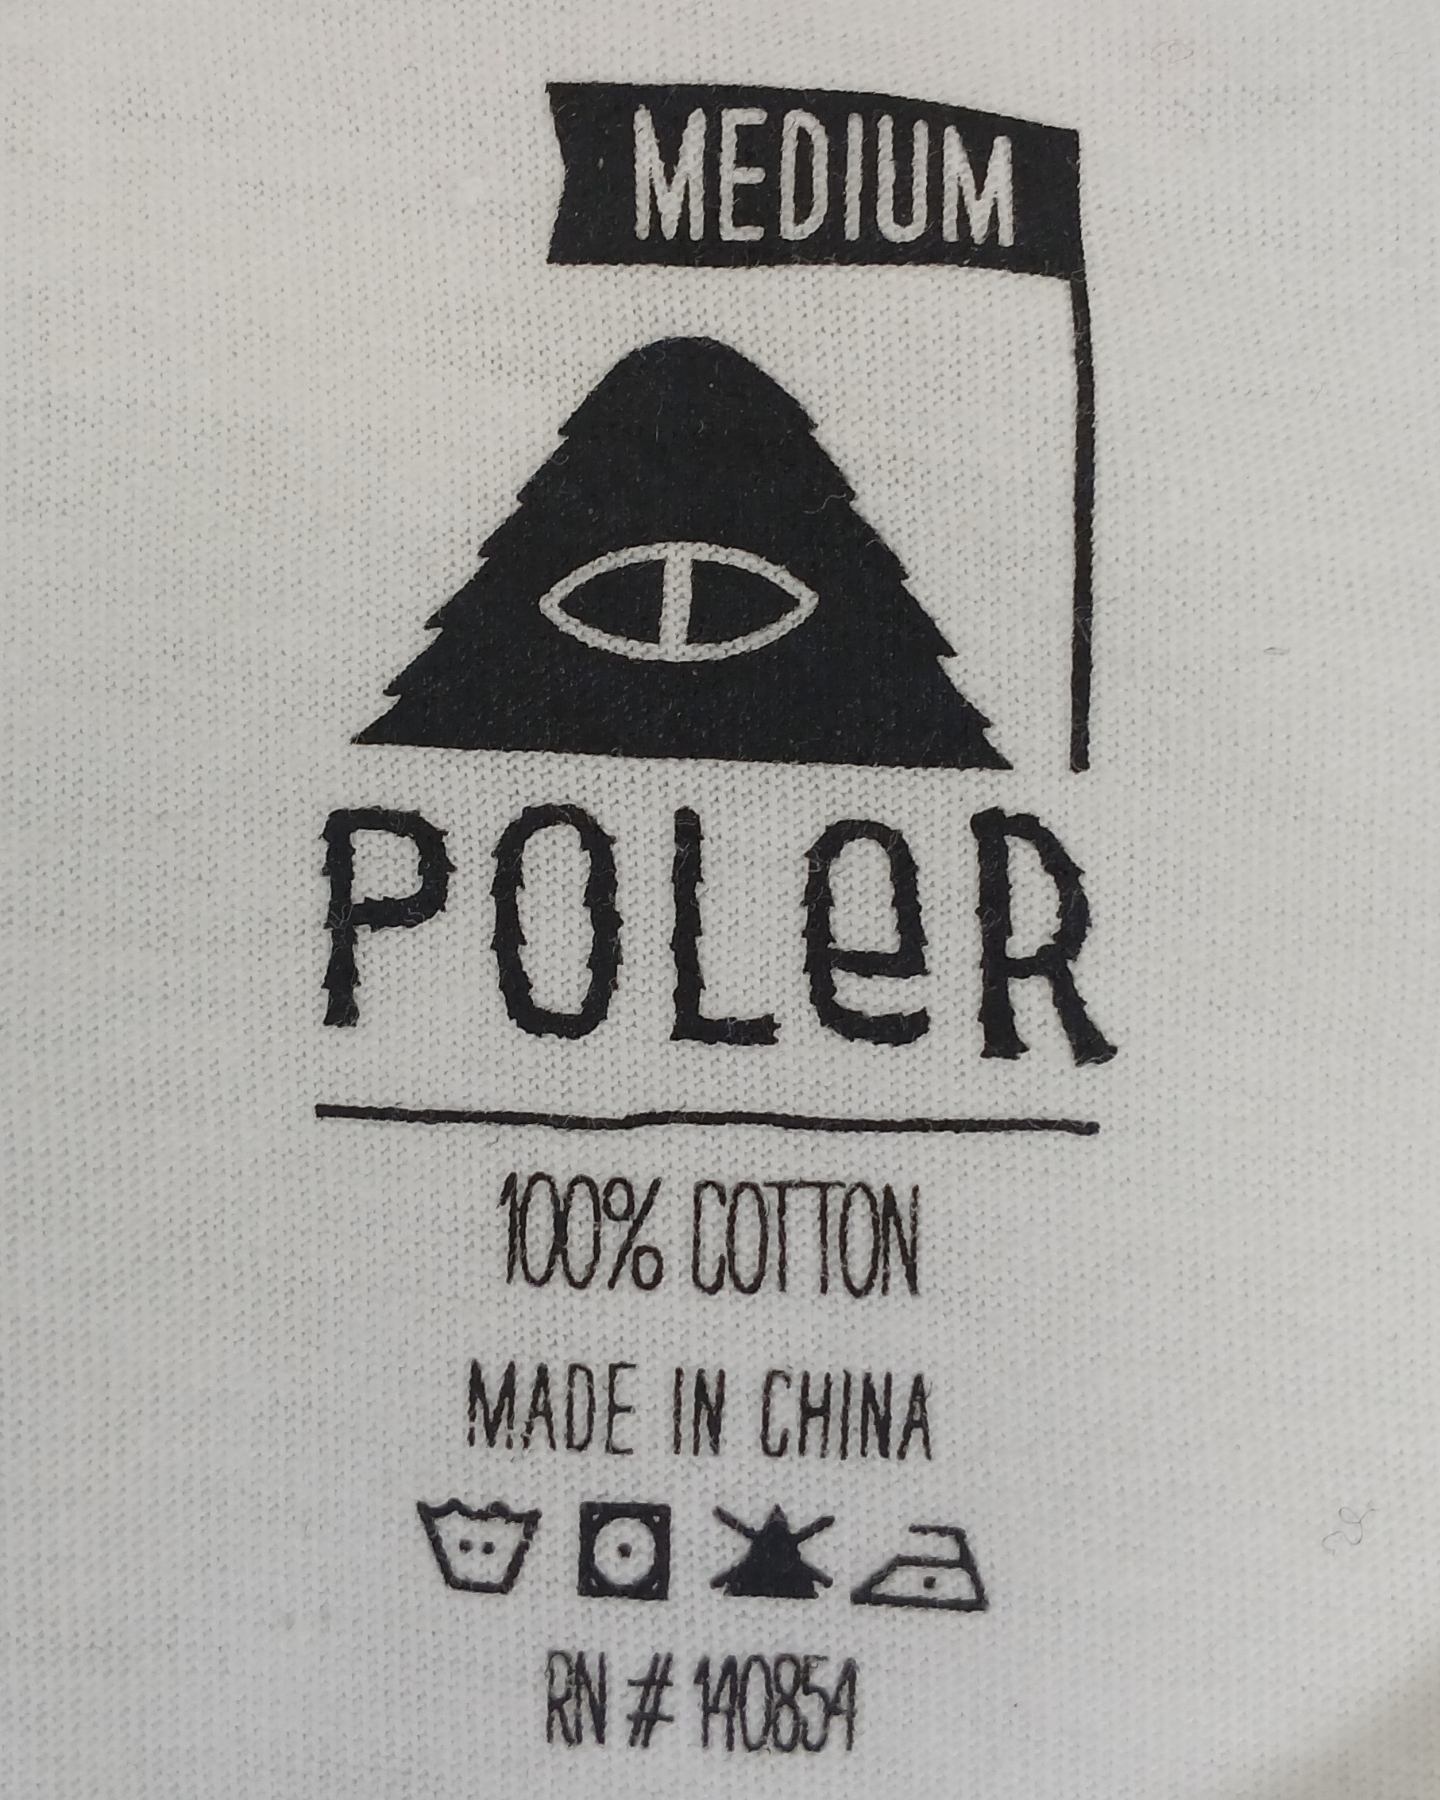 MEDIUM
POLeR
100% COTTON
MADE IN CHINA
RN # 140854